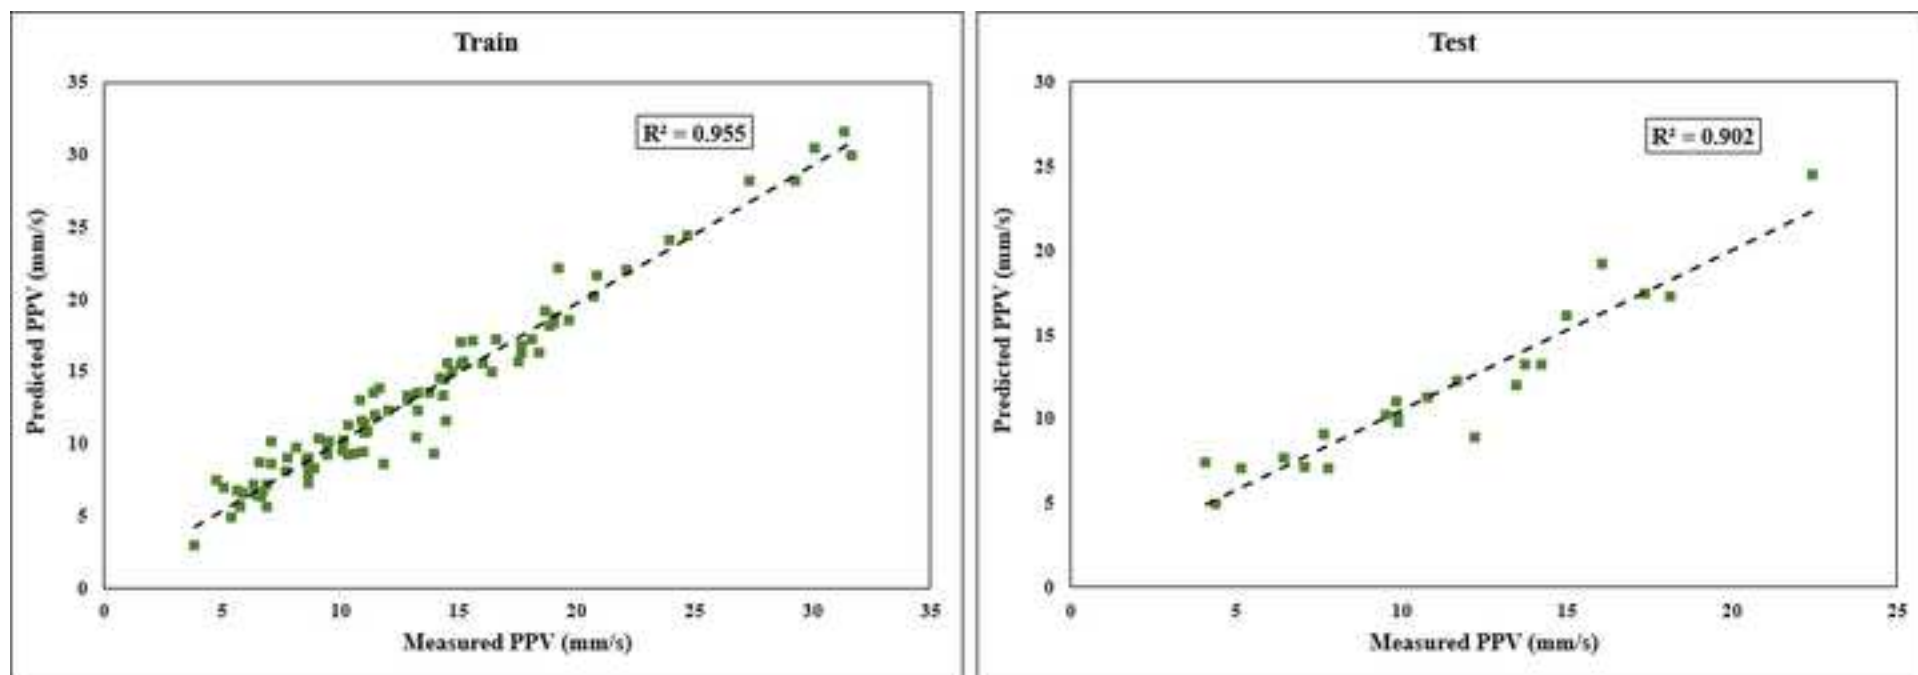 Train
35
30
25
20
15
10
5
0
R² = 0.955
0 5 10 15 20 25 30 35
Predicted PPV (mm/s)
Measured PPV (mm/s)
Test
30
25
20
15
10
5
0
R² = 0.902
0 5 10 15 20 25
Predicted PPV (mm/s)
Measured PPV (mm/s)